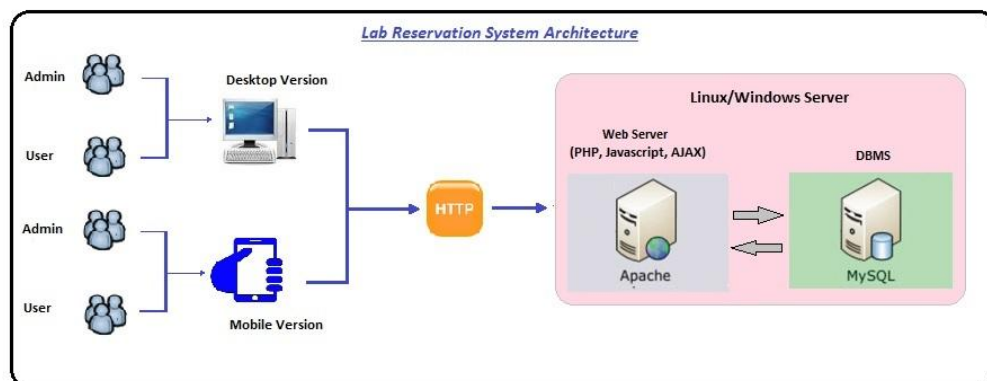 Lab Reservation System Architecture
Admin
Desktop Version
User
Admin
User
Mobile Version
HTTP
Linux/Windows Server
Web Server
(PHP, Javascript, AJAX)
DBMS
Apache
MySQL